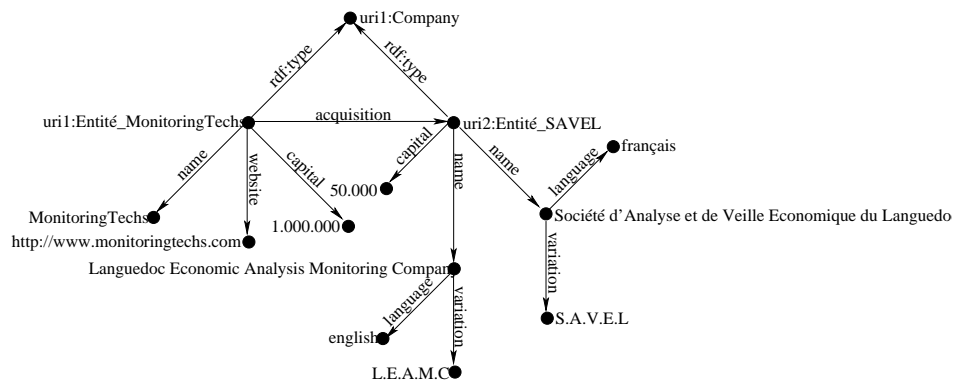 uri1:Company
rdf:type
rdf:type
uri1:Entité_MonitoringTechs
acquisition
uri2:Entité_SAVEL
name
website
capital
capital
name
name
language
français
50.000
MonitoringTechs
1.000.000
Société d'Analyse et de Veille Economique du Languedo
http://www.monitoringtechs.com
Languedoc Economic Analysis Monitoring Company
variation
language
variation
S.A.V.E.L
english
L.E.A.M.C